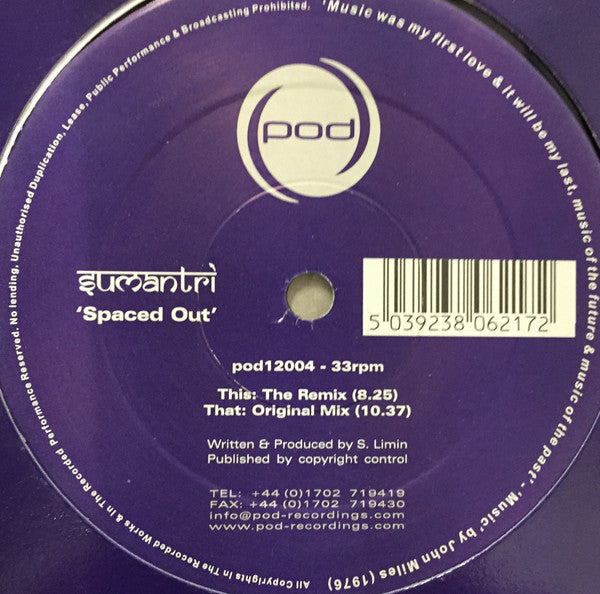 All Copyrights In The Recorded Works & In The Recorded Performance Reserved. No lending, Unauthorised Duplication, Lease, Public Performance & Broadcasting Prohibited.
'Music was my first love & it will be my last, music of the future & music of the past' - 'Music' by John Miles (1976)
pod
sumantri
'Spaced Out'
5 039238 062172
pod12004 - 33rpm
This: The Remix (8.25)
That: Original Mix (10.37)
Written & Produced by S. Limin
Published by copyright control
TEL: +44 (0)1702 719419
FAX: +44 (0)1702 719430
info@pod-recordings.com
www.pod-recordings.com